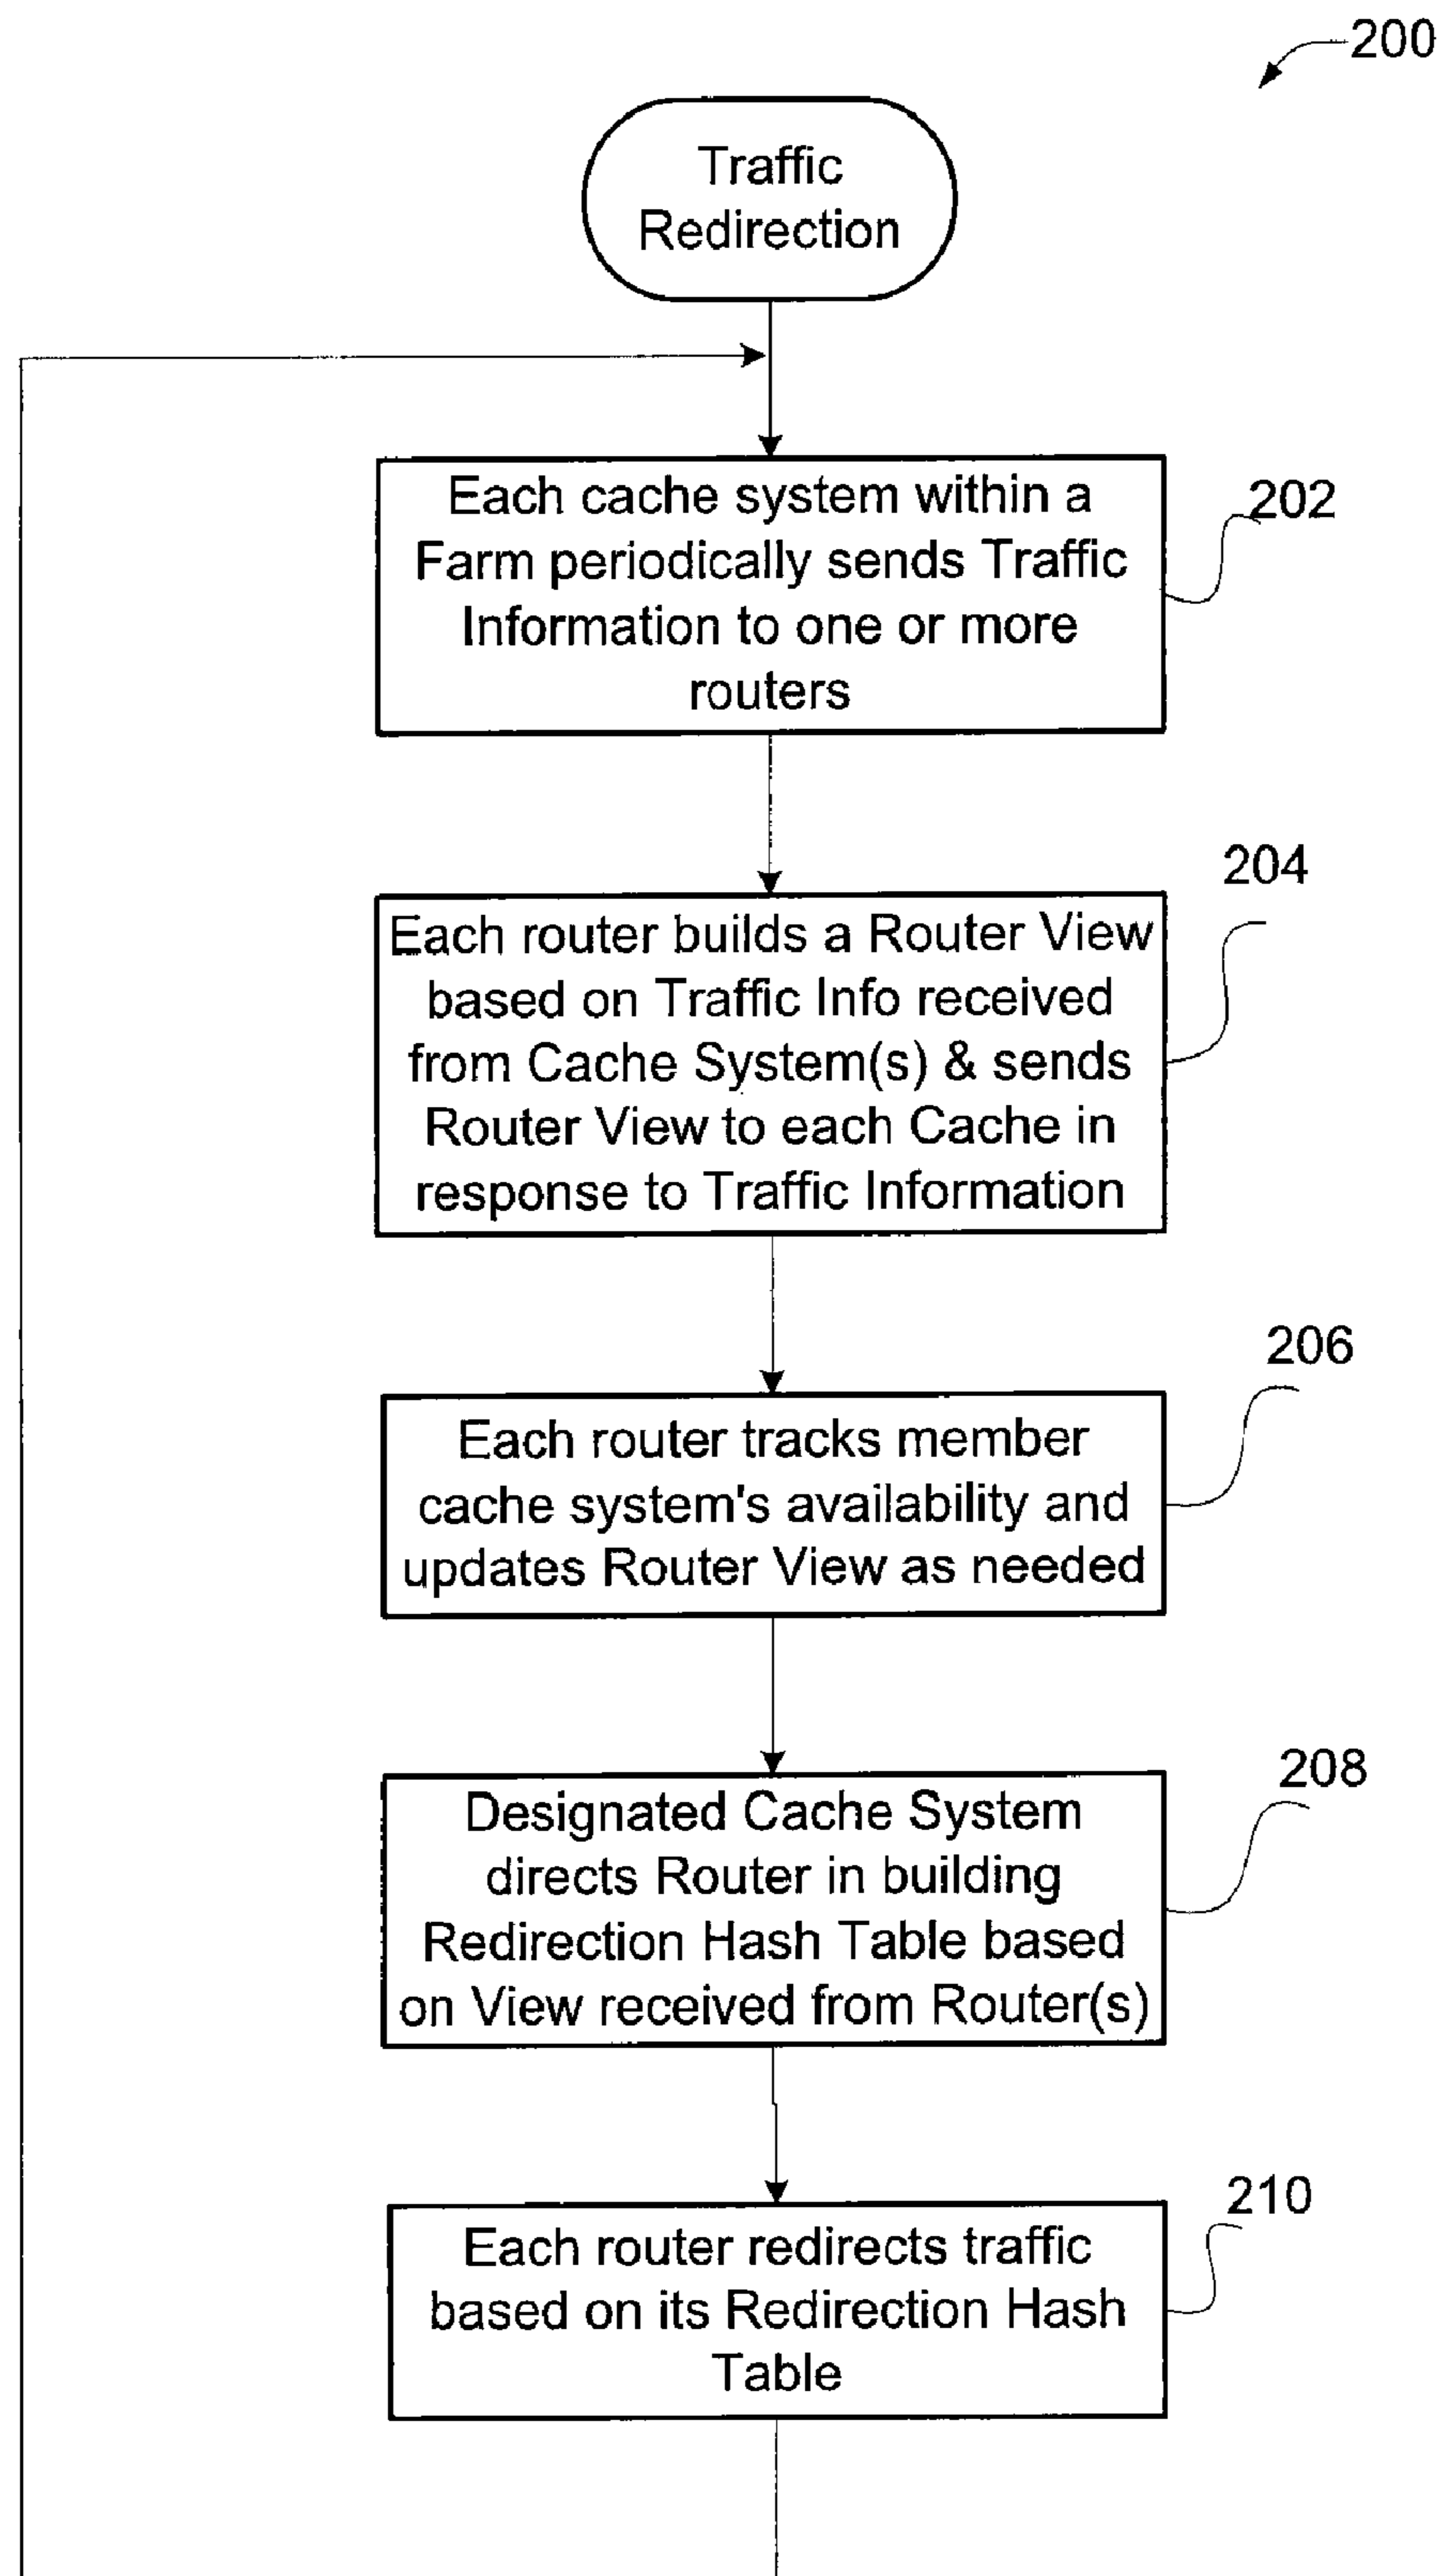 200
Traffic
Redirection
Each cache system within a
Farm periodically sends Traffic
Information to one or more
routers
202
204
Each router builds a Router View
based on Traffic Info received
from Cache System(s) & sends
Router View to each Cache in
response to Traffic Information
206
Each router tracks member
cache system's availability and
updates Router View as needed
208
Designated Cache System
directs Router in building
Redirection Hash Table based
on View received from Router(s)
210
Each router redirects traffic
based on its Redirection Hash
Table